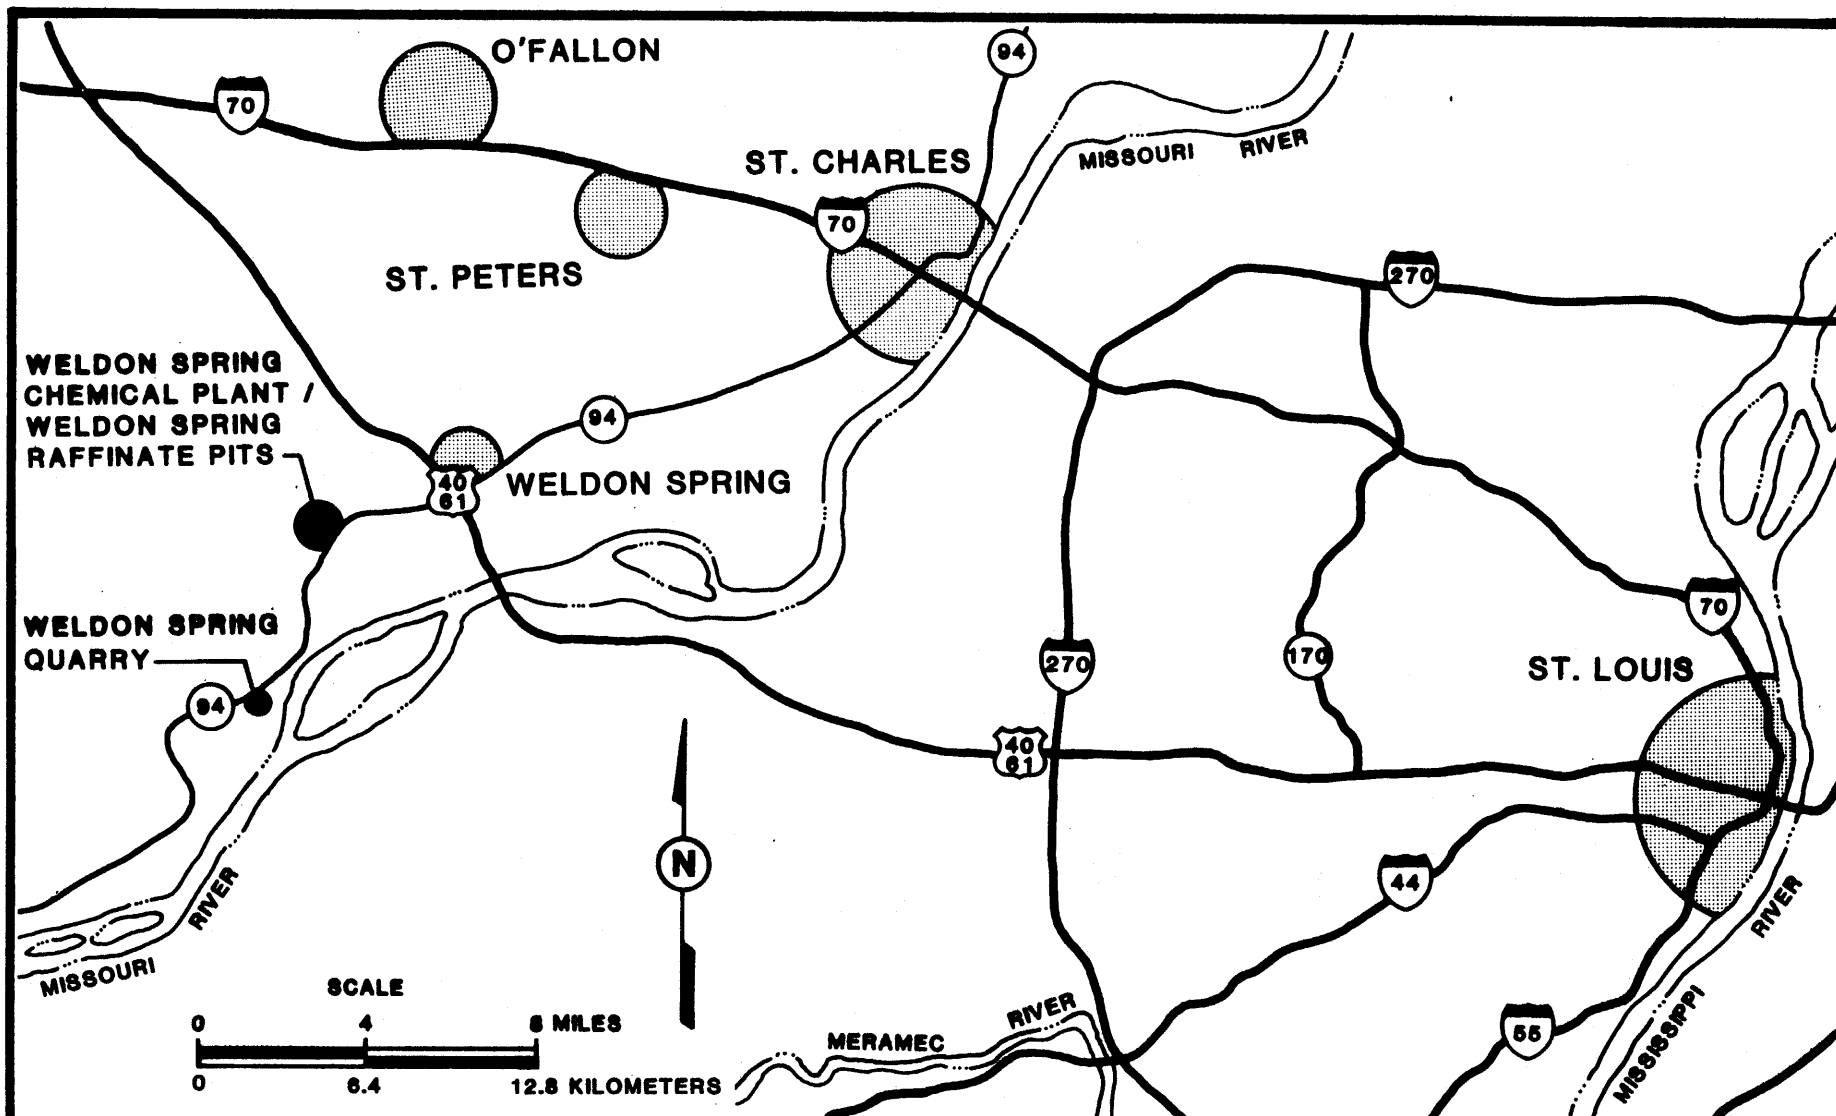 O'FALLON
94
70
ST. CHARLES
MISSOURI RIVER
70
270
ST. PETERS
WELDON SPRING
CHEMICAL PLANT /
WELDON SPRING
RAFFINATE PITS
94
40
61
WELDON SPRING
70
WELDON SPRING
QUARRY
270
170
ST. LOUIS
94
40
61
N
44
RIVER
MISSOURI
RIVER
MISSISSIPPI
SCALE
0 4 8 MILES
0 6.4 12.8 KILOMETERS
MERAMEC RIVER
55